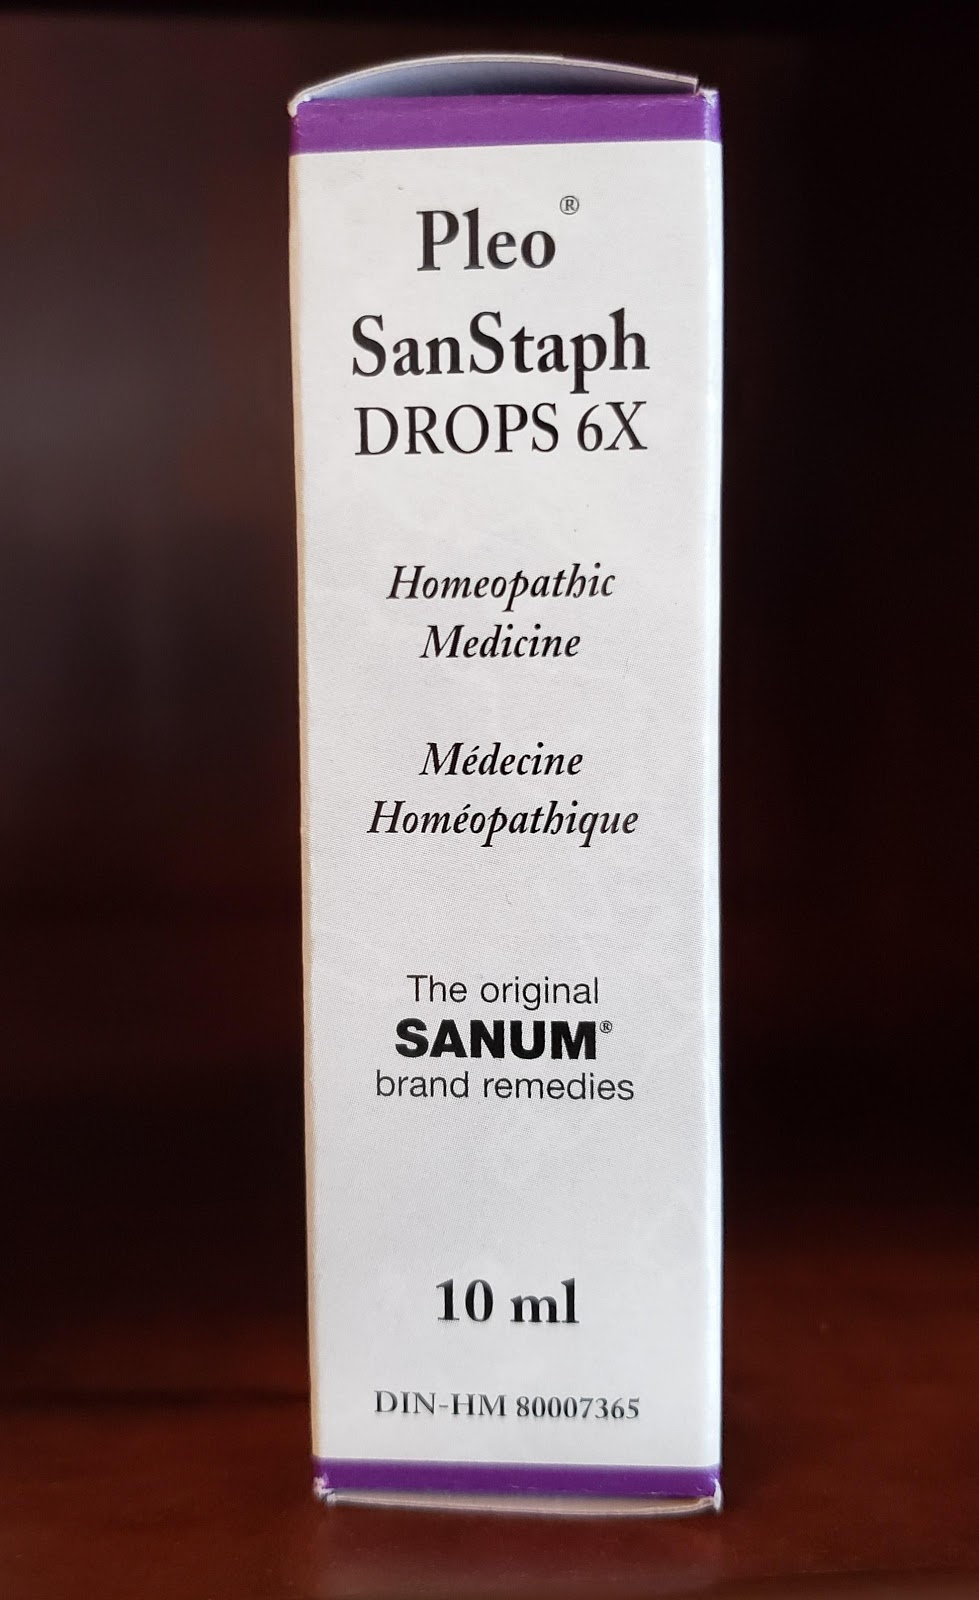 Pleo®
SanStaph
DROPS 6X
Homeopathic
Medicine
Médecine
Homéopathique
The original
SANUM®
brand remedies
10 ml
DIN-HM 80007365